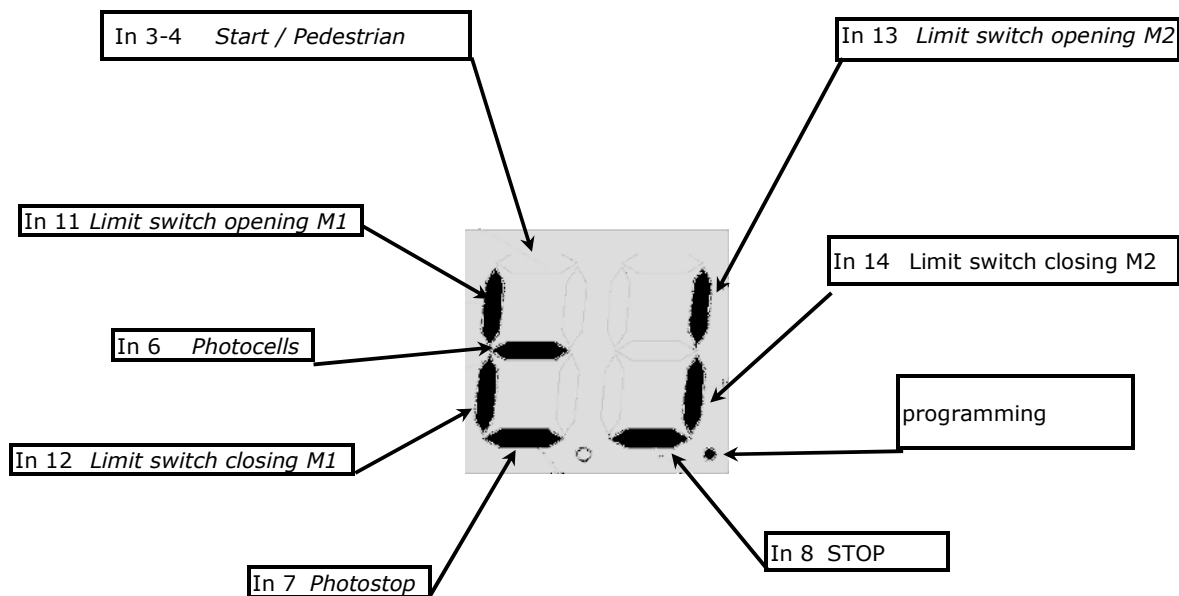 In 3-4 Start / Pedestrian
In 13 Limit switch opening M2
In 11 Limit switch opening M1
In 14 Limit switch closing M2
In 6 Photocells
programming
In 12 Limit switch closing M1
In 8 STOP
In 7 Photostop